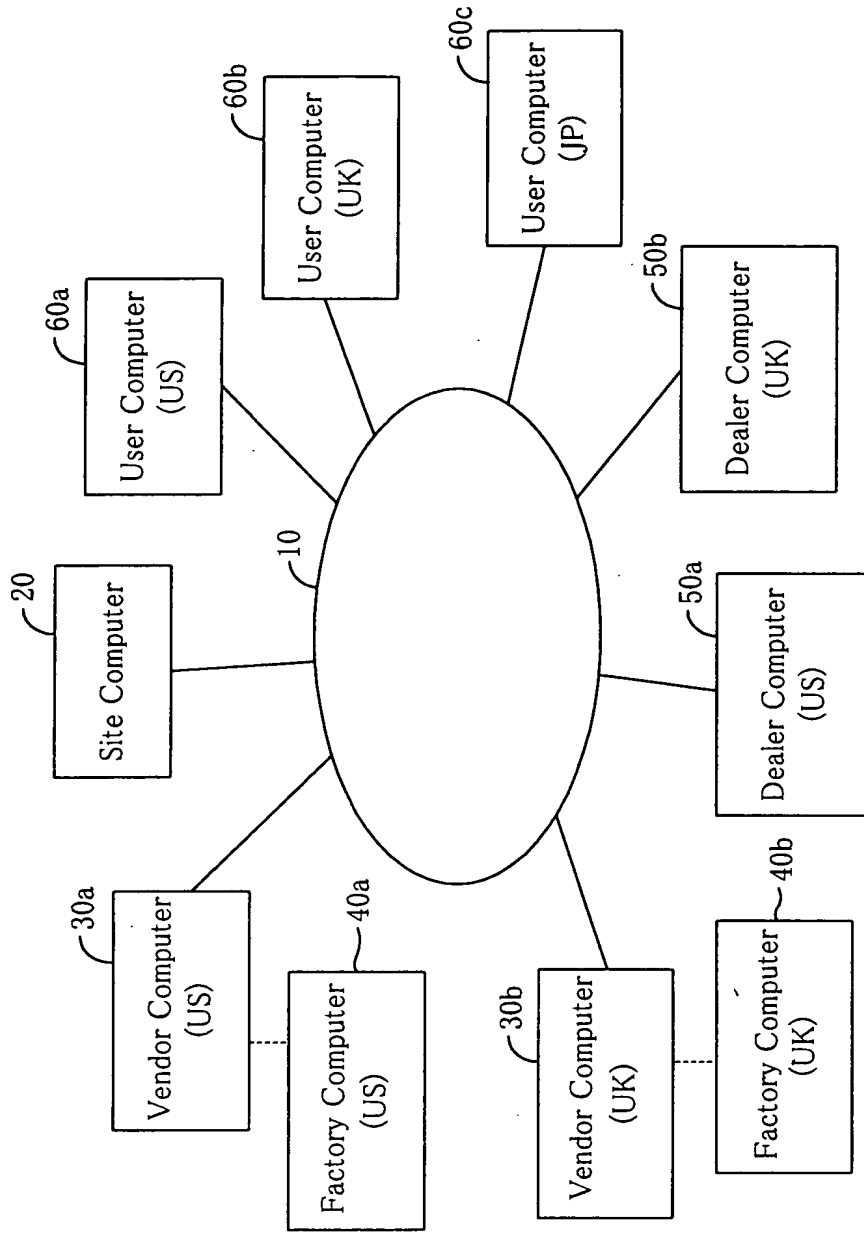 20
Site Computer
60a
User Computer
(US)
60b
User Computer
(UK)
60c
User Computer
(JP)
10
30a
Vendor Computer
(US)
40a
Factory Computer
(US)
30b
Vendor Computer
(UK)
40b
Factory Computer
(UK)
50a
Dealer Computer
(US)
50b
Dealer Computer
(UK)